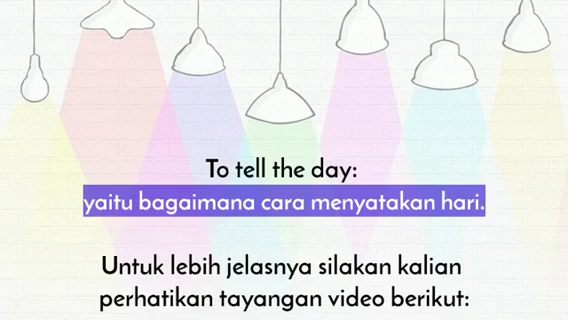 To tell the day:
yaitu bagaimana cara menyatakan hari.
Untuk lebih jelasnya silakan kalian
perhatikan tayangan video berikut: